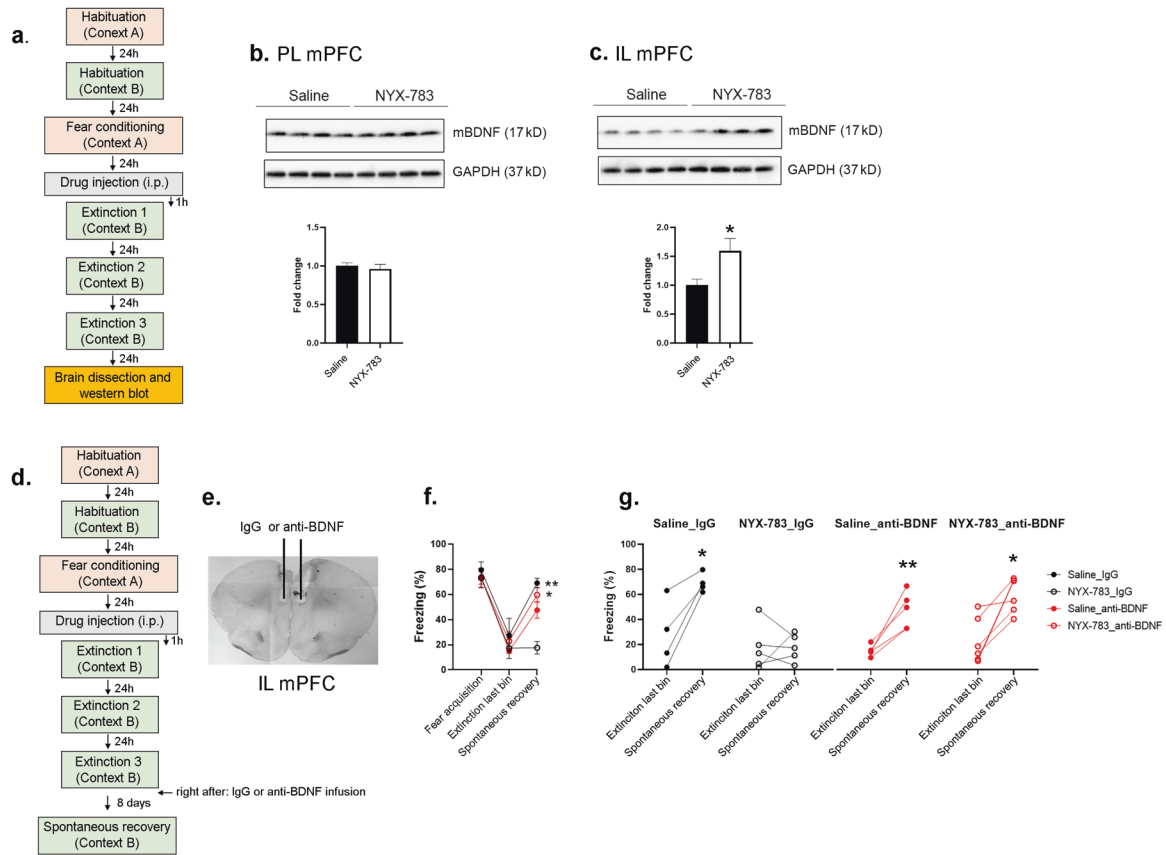 a.
Habituation
(Conext A)
24h
Habituation
(Context B)
24h
Fear conditioning
(Context A)
24h
Drug injection (i.p.)
1h
Extinction 1
(Context B)
24h
Extinction 2
(Context B)
24h
Extinction 3
(Context B)
24h
Brain dissection and
western blot
b. PL mPFC
Saline NYX-783
mBDNF (17 kD)
GAPDH (37 kD)
Fold change
1.5
1.0
0.5
0.0
Saline
NYX-783
c. IL mPFC
Saline NYX-783
mBDNF (17 kD)
GAPDH (37 kD)
Fold change
2.0
1.5
1.0
0.5
0.0
*
Saline
NYX-783
d.
Habituation
(Conext A)
24h
Habituation
(Context B)
24h
Fear conditioning
(Context A)
24h
Drug injection (i.p.)
1h
Extinction 1
(Context B)
24h
Extinction 2
(Context B)
24h
Extinction 3
(Context B)
right after: IgG or anti-BDNF infusion
8 days
Spontaneous recovery
(Context B)
e.
IgG or anti-BDNF
IL mPFC
f.
Freezing (%)
100
80
60
40
20
0
**
*
Fear acquisition
Extinction last bin
Spontaneous recovery
g.
Saline_IgG NYX-783_IgG Saline_anti-BDNF NYX-783_anti-BDNF
Freezing (%)
100
80
60
40
20
0
*
**
*
Extinciton last bin
Spontaneous recovery
Extinction last bin
Spontaneous recovery
Extinction last bin
Spontaneous recovery
Extinction last bin
Spontaneous recovery
Saline_IgG
NYX-783_IgG
Saline_anti-BDNF
NYX-783_anti-BDNF